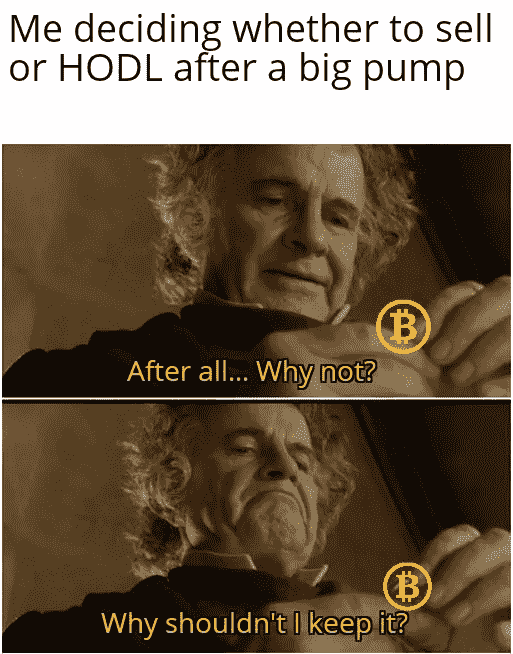 Me deciding whether to sell
or HODL after a big pump
After all... Why not?
Why shouldn't I keep it?